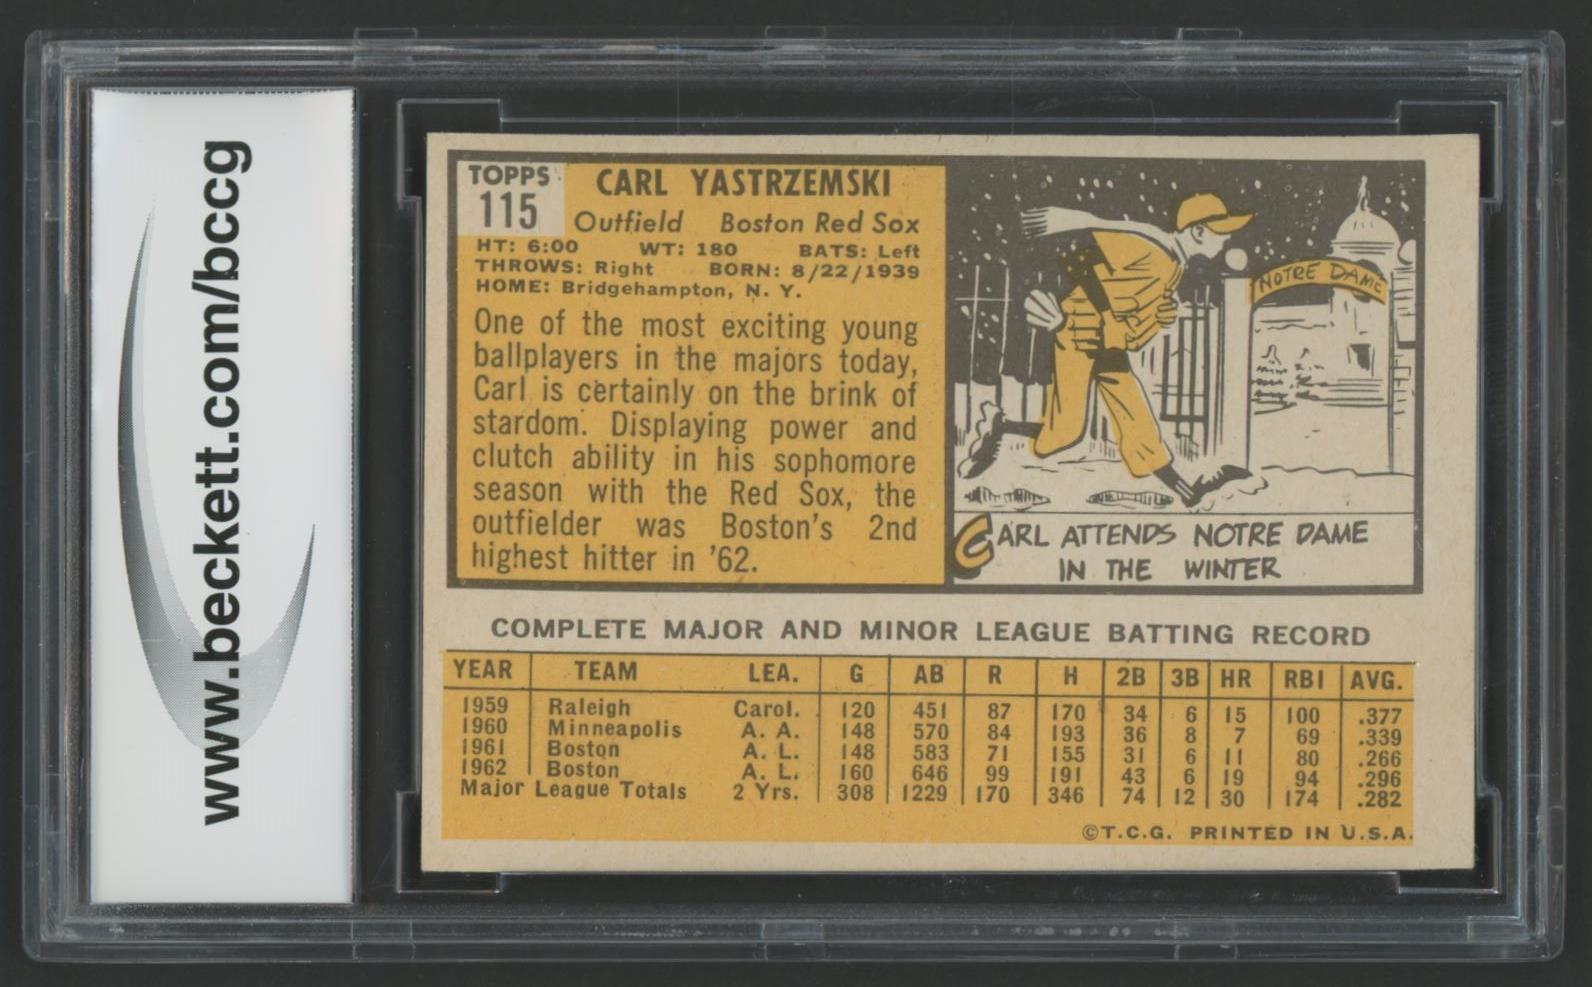 www.beckett.com/bccg
TOPPS
115
CARL YASTRZEMSKI
Outfield Boston Red Sox
HT: 6:00 WT: 180 BATS: Left
THROWS: Right BORN: 8/22/1939
HOME: Bridgehampton, N. Y.
One of the most exciting young
ballplayers in the majors today,
Carl is certainly on the brink of
stardom. Displaying power and
clutch ability in his sophomore
season with the Red Sox, the
outfielder was Boston's 2nd
highest hitter in '62.
NOTRE DAME
CARL ATTENDS NOTRE DAME
IN THE WINTER
COMPLETE MAJOR AND MINOR LEAGUE BATTING RECORD
YEAR TEAM LEA. G AB R H 2B 3B HR RBI AVG.
1959 Raleigh Carol. 120 451 87 170 34 6 15 100 .377
1960 Minneapolis A. A. 148 570 84 193 36 8 7 69 .339
1961 Boston A. L. 148 583 71 155 31 6 11 80 .266
1962 Boston A. L. 160 646 99 191 43 6 19 94 .296
Major League Totals 2 Yrs. 308 1229 170 346 74 12 30 174 .282
©T.C.G. PRINTED IN U.S.A.